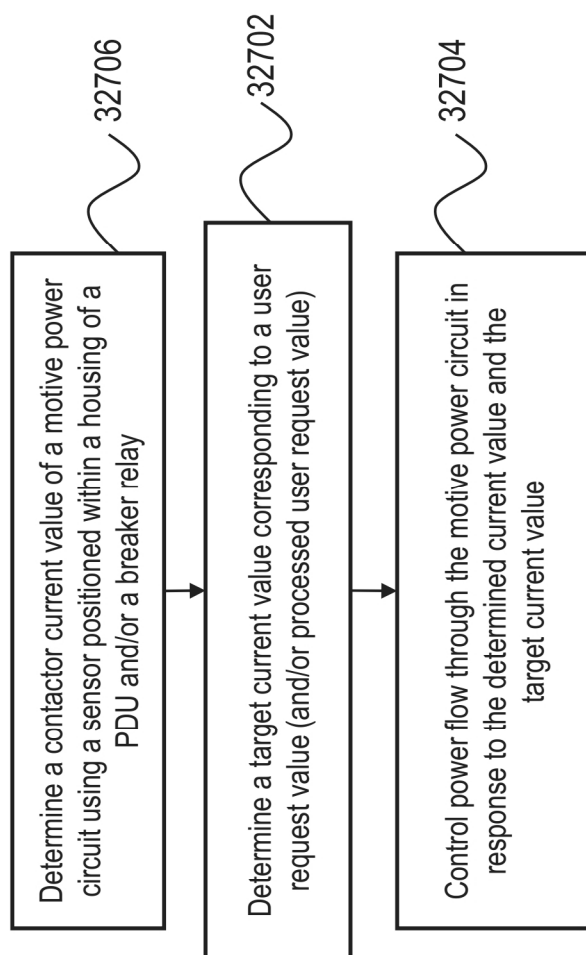 Determine a contactor current value of a motive power
circuit using a sensor positioned within a housing of a
PDU and/or a breaker relay
32706
Determine a target current value corresponding to a user
request value (and/or processed user request value)
32702
Control power flow through the motive power circuit in
response to the determined current value and the
target current value
32704